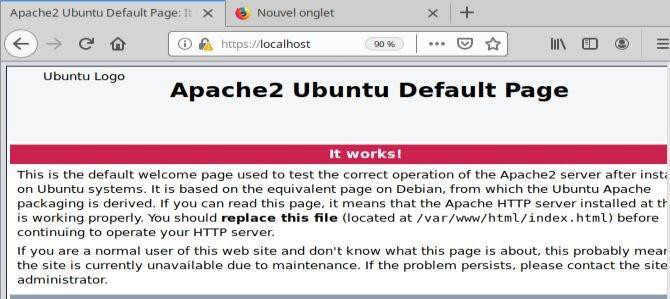 Apache2 Ubuntu Default Page: It
Nouvel onglet
https://localhost
90 %
Ubuntu Logo
Apache2 Ubuntu Default Page
It works!
This is the default welcome page used to test the correct operation of the Apache2 server after insta
on Ubuntu systems. It is based on the equivalent page on Debian, from which the Ubuntu Apache
packaging is derived. If you can read this page, it means that the Apache HTTP server installed at th
is working properly. You should replace this file (located at /var/www/html/index.html) before
continuing to operate your HTTP server.
If you are a normal user of this web site and don't know what this page is about, this probably mean
the site is currently unavailable due to maintenance. If the problem persists, please contact the site
administrator.